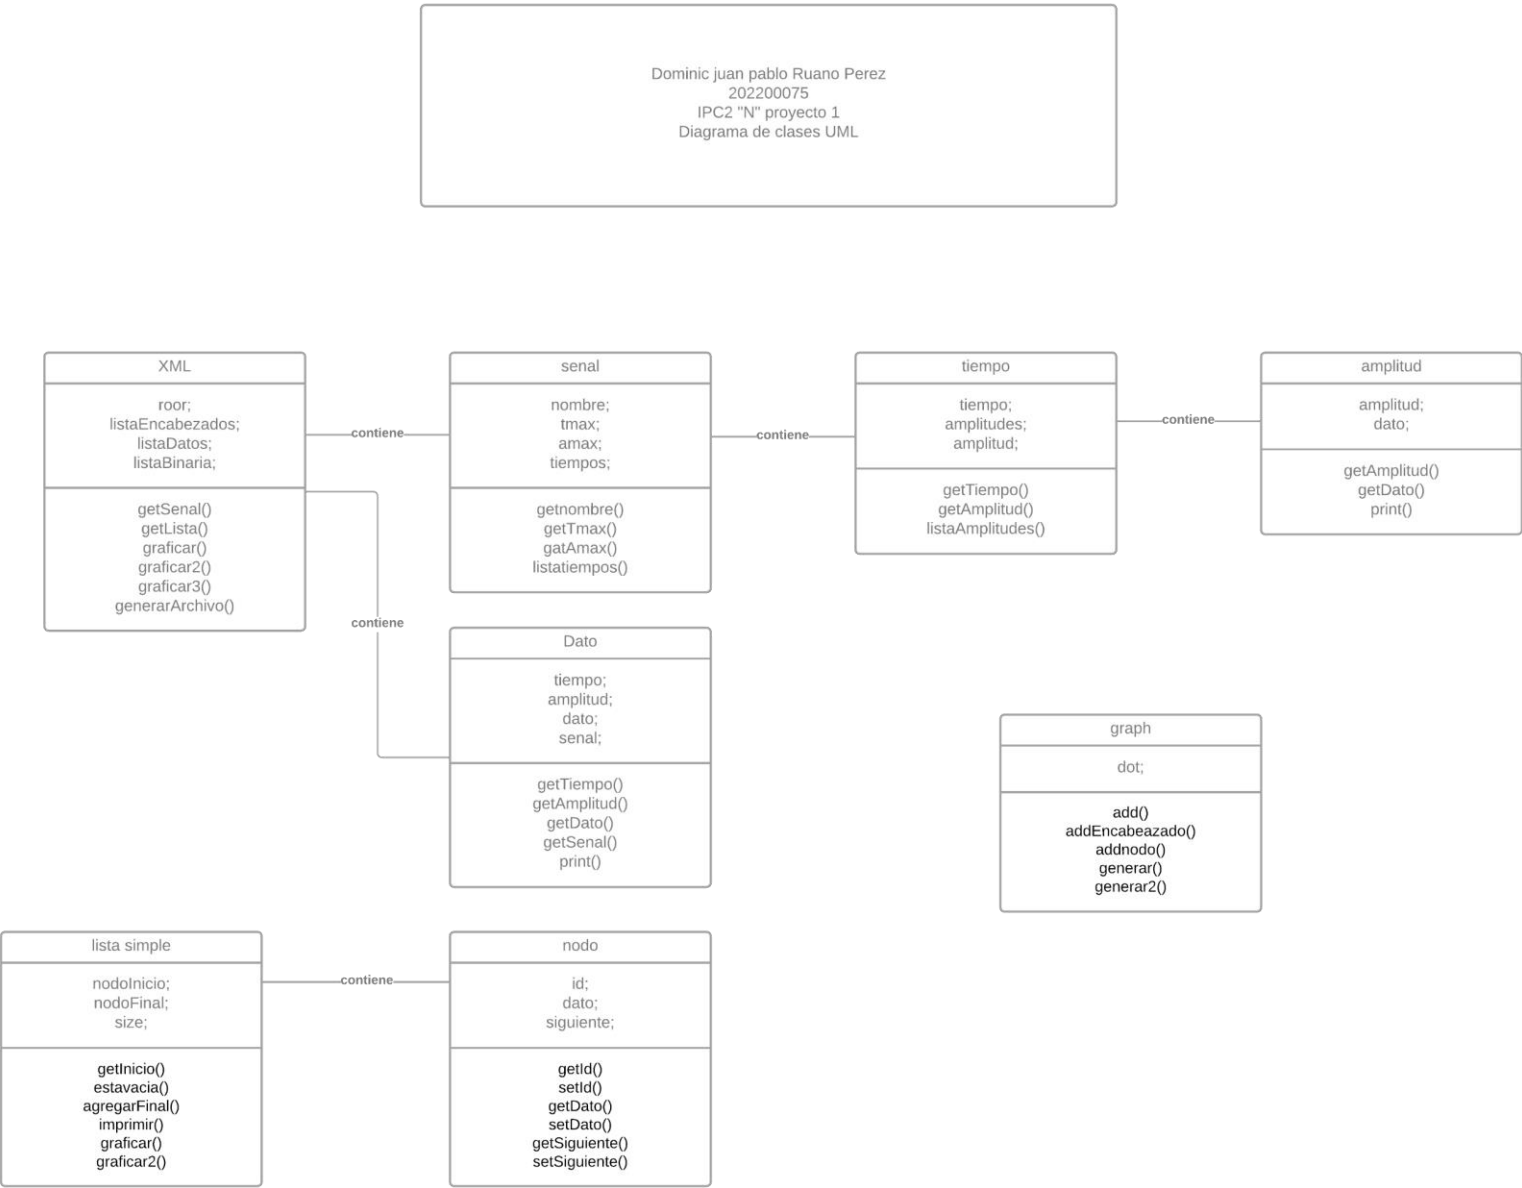 Dominic juan pablo Ruano Perez
202200075
IPC2 "N" proyecto 1
Diagrama de clases UML
XML
roor;
listaEncabezados;
listaDatos;
listaBinaria;
getSenal()
getLista()
graficar()
graficar2()
graficar3()
generarArchivo()
contiene
senal
nombre;
tmax;
amax;
tiempos;
getnombre()
getTmax()
gatAmax()
listatiempos()
contiene
tiempo
tiempo;
amplitudes;
amplitud;
getTiempo()
getAmplitud()
listaAmplitudes()
contiene
amplitud
amplitud;
dato;
getAmplitud()
getDato()
print()
contiene
Dato
tiempo;
amplitud;
dato;
senal;
getTiempo()
getAmplitud()
getDato()
getSenal()
print()
graph
dot;
add()
addEncabeazado()
addnodo()
generar()
generar2()
lista simple
nodoInicio;
nodoFinal;
size;
getInicio()
estavacia()
agregarFinal()
imprimir()
graficar()
graficar2()
contiene
nodo
id;
dato;
siguiente;
getId()
setId()
getDato()
setDato()
getSiguiente()
setSiguiente()